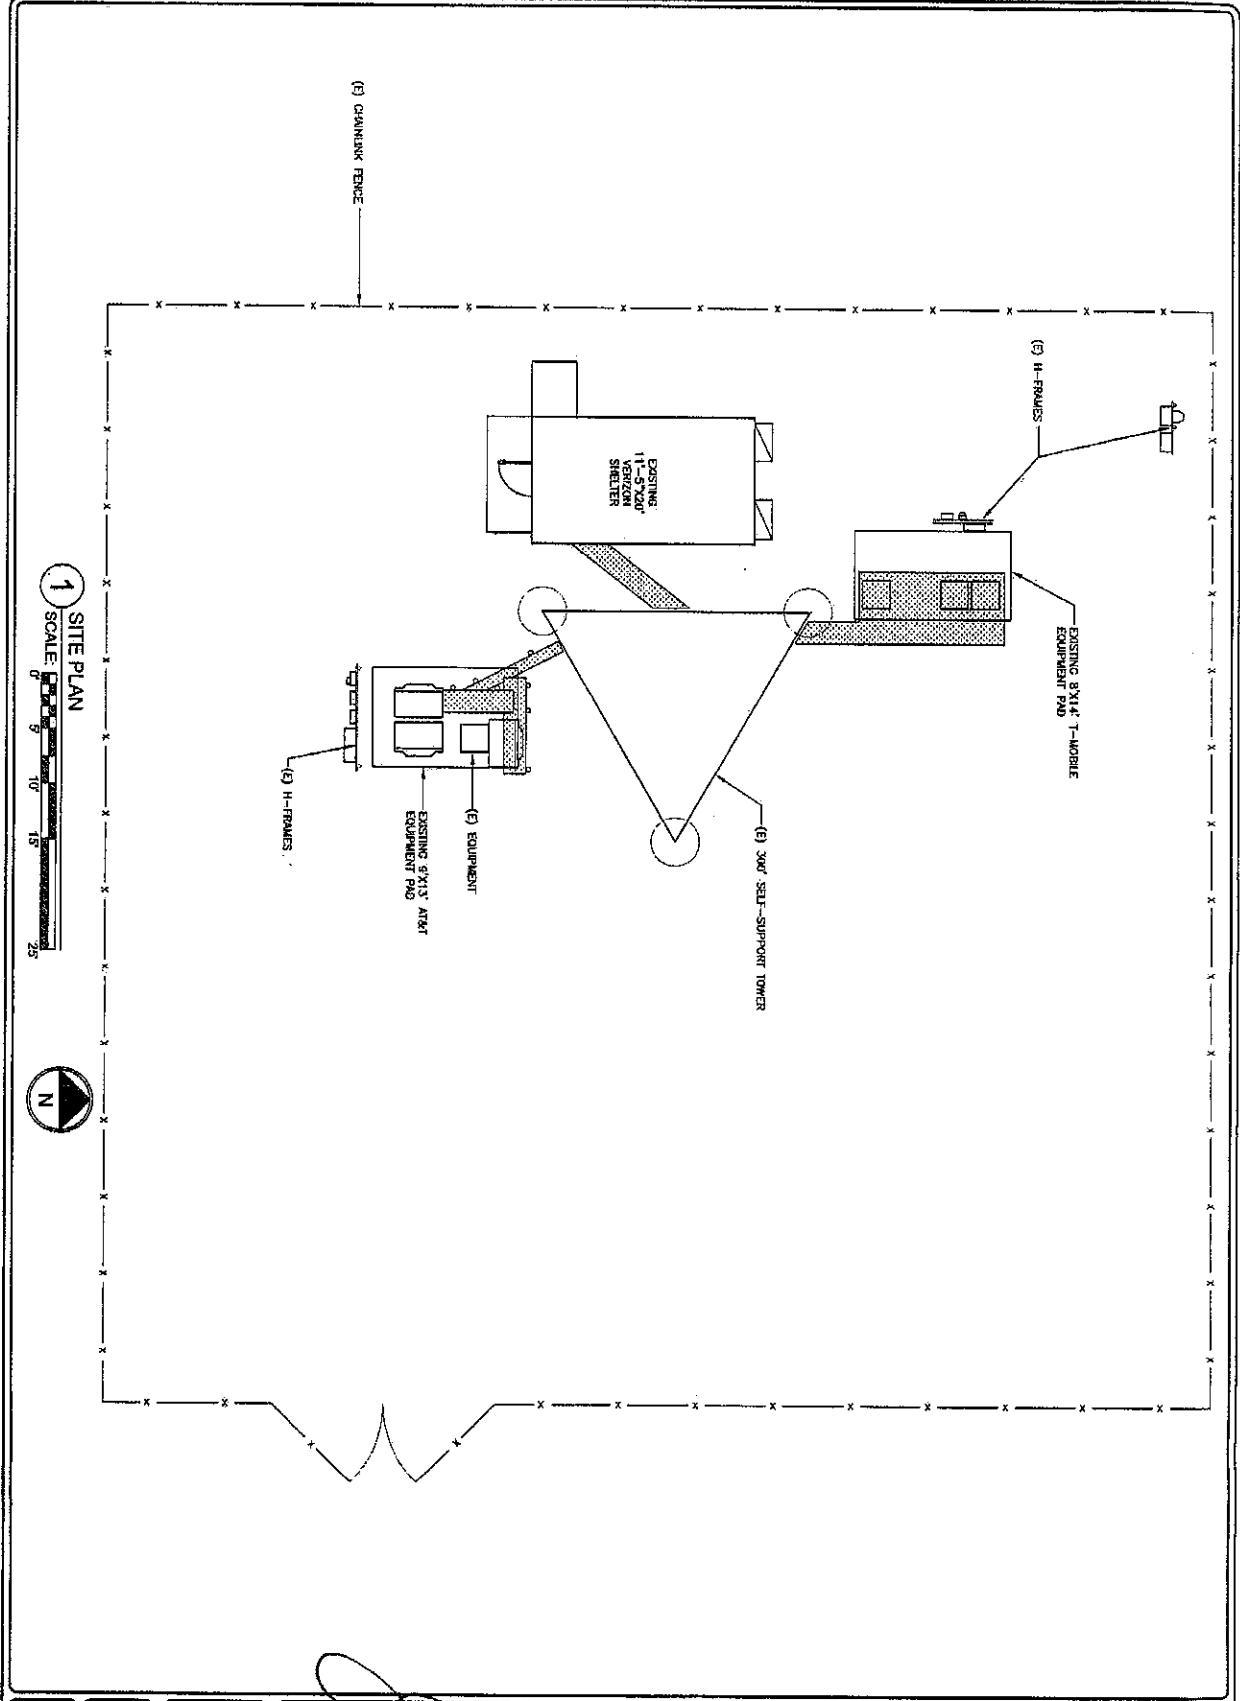 (E) CHAINLINK FENCE
(E) H-FRAMES
EXISTING 8'X14' T-MOBILE
EQUIPMENT PAD
EXISTING
11'-5"X20'
VERIZON
SHELTER
(E) 300' SELF-SUPPORT TOWER
(E) EQUIPMENT
EXISTING 9'X13' AT&T
EQUIPMENT PAD
(E) H-FRAMES
1
SITE PLAN
SCALE:
0' 5' 10' 15' 25'
N